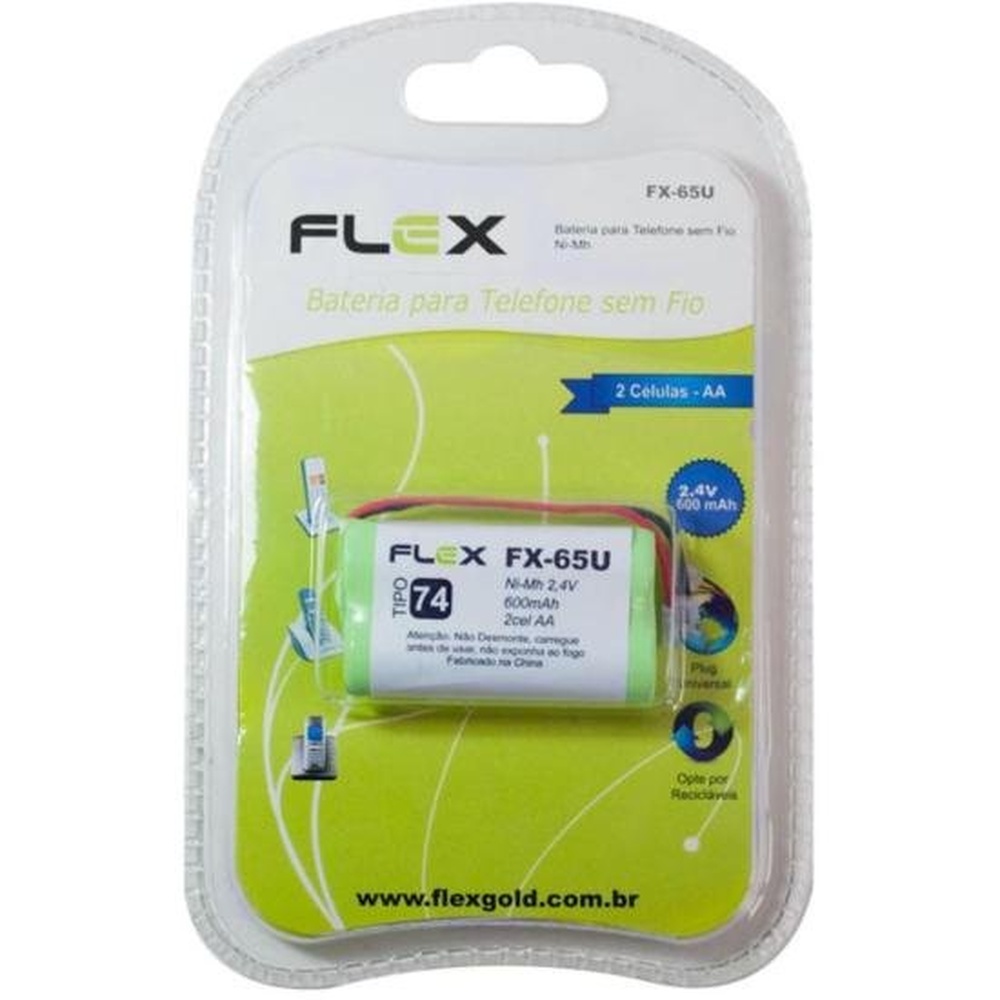 FX-65U
FLEX
Bateria para Telefone sem Fio
Ni-Mh
Bateria para Telefone sem Fio
2 Células - AA
2.4V
600 mAh
FLEX FX-65U
TIPO 74
Ni-Mh 2,4V
600mAh
2cel AA
Atenção: Não Desmonte, carregue
antes de usar, não exponha ao fogo
Fabricado na China
Plug
Universal
Opte por
Recicláveis
www.flexgold.com.br